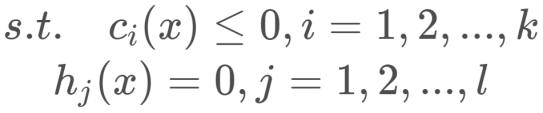 s.t. c_i(x) ≤ 0, i = 1, 2, ..., k
h_j(x) = 0, j = 1, 2, ..., l